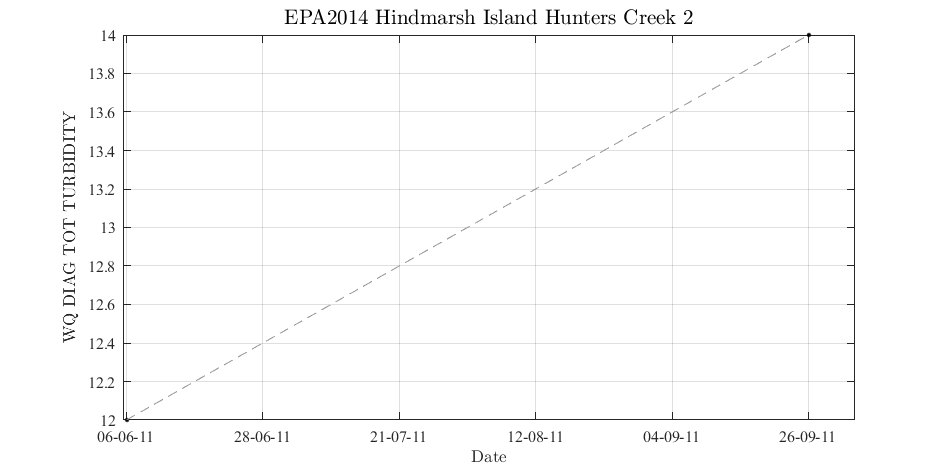 EPA2014 Hindmarsh Island Hunters Creek 2
WQ DIAG TOT TURBIDITY
14
13.8
13.6
13.4
13.2
13
12.8
12.6
12.4
12.2
12
06-06-11 28-06-11 21-07-11 12-08-11 04-09-11 26-09-11
Date